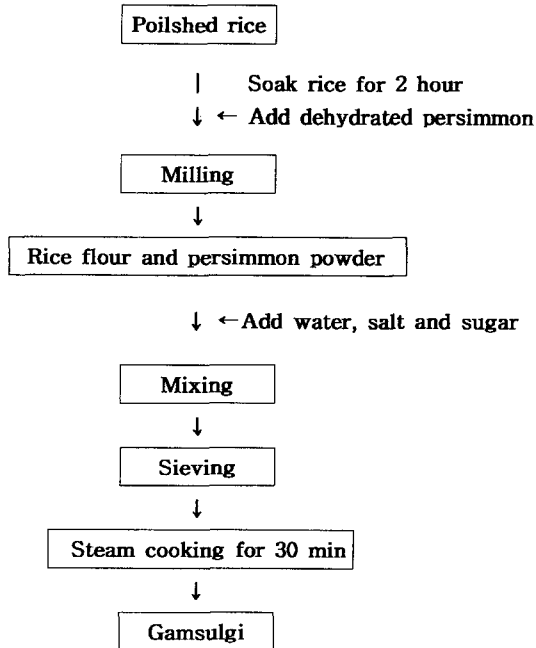 Poilshed rice
| Soak rice for 2 hour
↓ ← Add dehydrated persimmon
Milling
↓
Rice flour and persimmon powder
↓ ←Add water, salt and sugar
Mixing
↓
Sieving
↓
Steam cooking for 30 min
↓
Gamsulgi